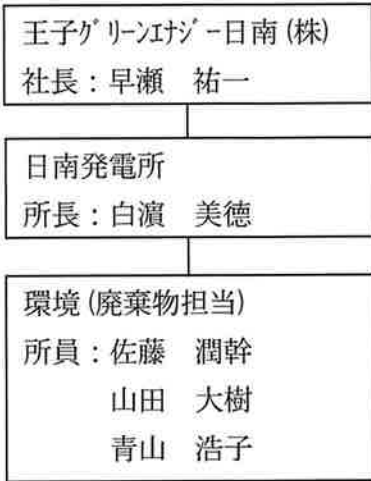 王子ｸﾞﾘｰﾝｴﾅｼﾞｰ日南(株)
社長：早瀬　祐一
日南発電所
所長：白濵　美德
環境(廃棄物担当)
所員：佐藤　潤幹
山田　大樹
青山　浩子